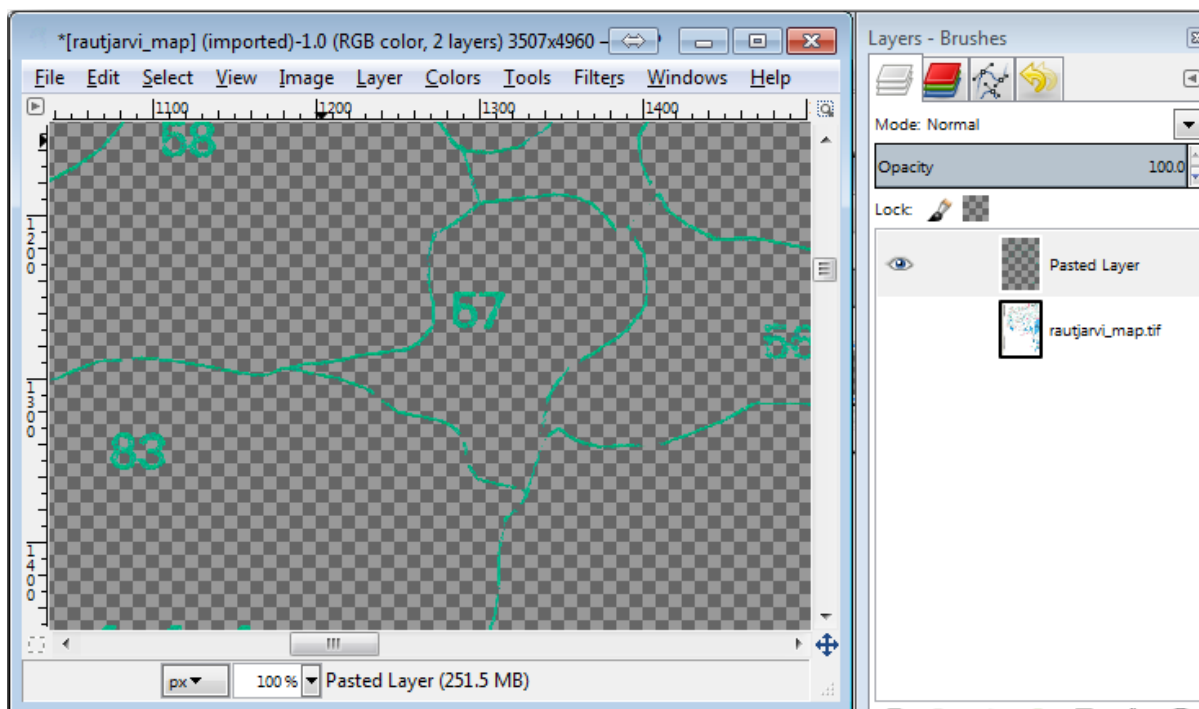 *[rautjarvi_map] (imported)-1.0 (RGB color, 2 layers) 3507x4960 –
File Edit Select View Image Layer Colors Tools Filters Windows Help
1100 1200 1300 1400
1200
1300
1400
58
57
56
83
px 100 % Pasted Layer (251.5 MB)
Layers - Brushes
Mode: Normal
Opacity 100.0
Lock:
Pasted Layer
rautjarvi_map.tif